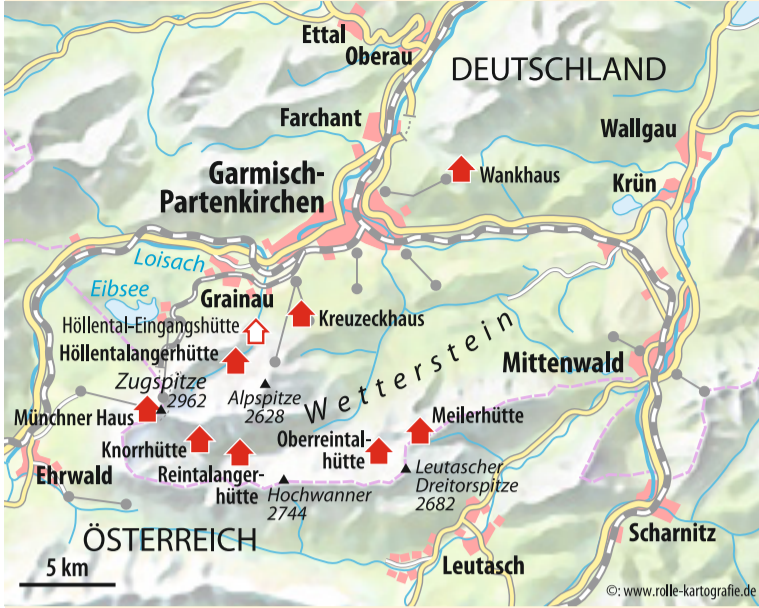 Ettal
Oberau
DEUTSCHLAND
Farchant
Wallgau
Garmisch-
Partenkirchen
Wankhaus
Krün
Loisach
Eibsee
Grainau
Höllental-Eingangshütte
Kreuzeckhaus
Höllentalangerhütte
Wetterstein
Mittenwald
Zugspitze
2962
Alpspitze
2628
Münchner Haus
Meilerhütte
Knorrhütte
Oberreintal-
hütte
Reintalanger-
hütte
Leutascher
Dreitorspitze
2682
Ehrwald
Hochwanner
2744
ÖSTERREICH
Scharnitz
Leutasch
5 km
©: www.rolle-kartografie.de